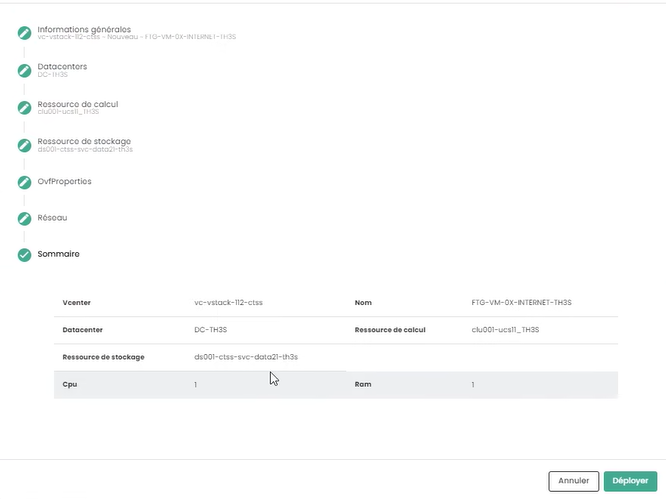 Informations générales
vc-vstack-112-ctss - Nouveau - FTG-VM-0X-INTERNET-TH3S
Datacenters
DC-TH3S
Ressource de calcul
clu001-ucs11_TH3S
Ressource de stockage
ds001-ctss-svc-data21-th3s
OvfProperties
Réseau
Sommaire
Vcenter vc-vstack-112-ctss Nom FTG-VM-0X-INTERNET-TH3S
Datacenter DC-TH3S Ressource de calcul clu001-ucs11_TH3S
Ressource de stockage ds001-ctss-svc-data21-th3s
Cpu 1 Ram 1
Annuler Déployer